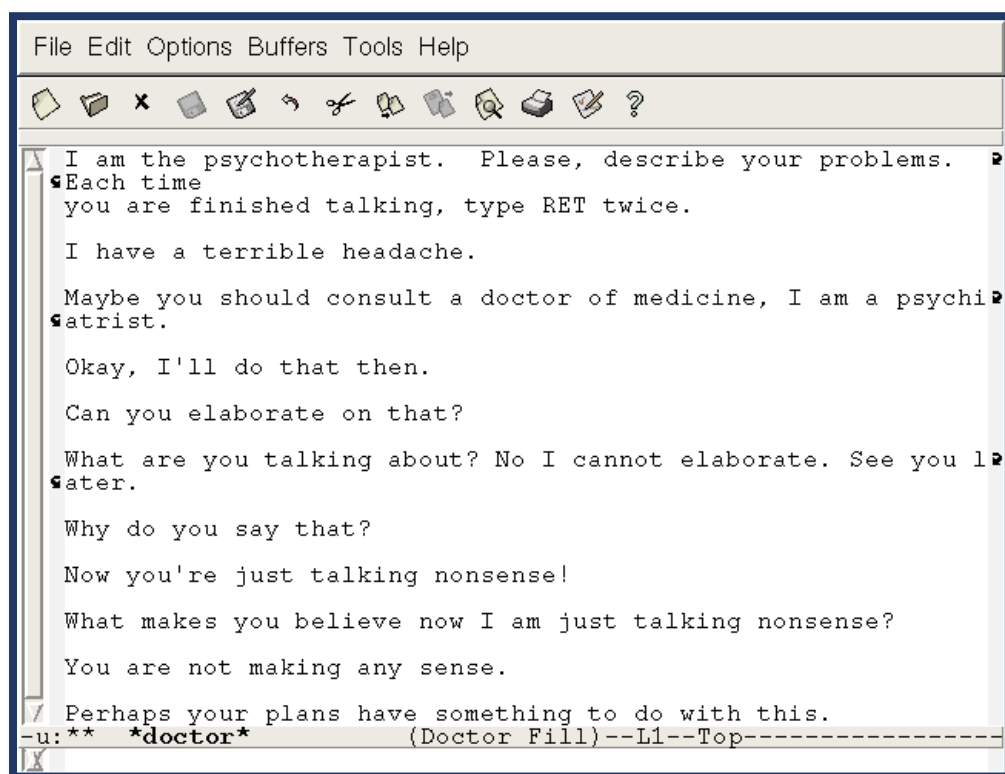 File Edit Options Buffers Tools Help
I am the psychotherapist.  Please, describe your problems.
Each time
you are finished talking, type RET twice.
I have a terrible headache.
Maybe you should consult a doctor of medicine, I am a psychi
atrist.
Okay, I'll do that then.
Can you elaborate on that?
What are you talking about? No I cannot elaborate. See you l
ater.
Why do you say that?
Now you're just talking nonsense!
What makes you believe now I am just talking nonsense?
You are not making any sense.
Perhaps your plans have something to do with this.
-u:**  *doctor*          (Doctor Fill)--L1--Top-----------------